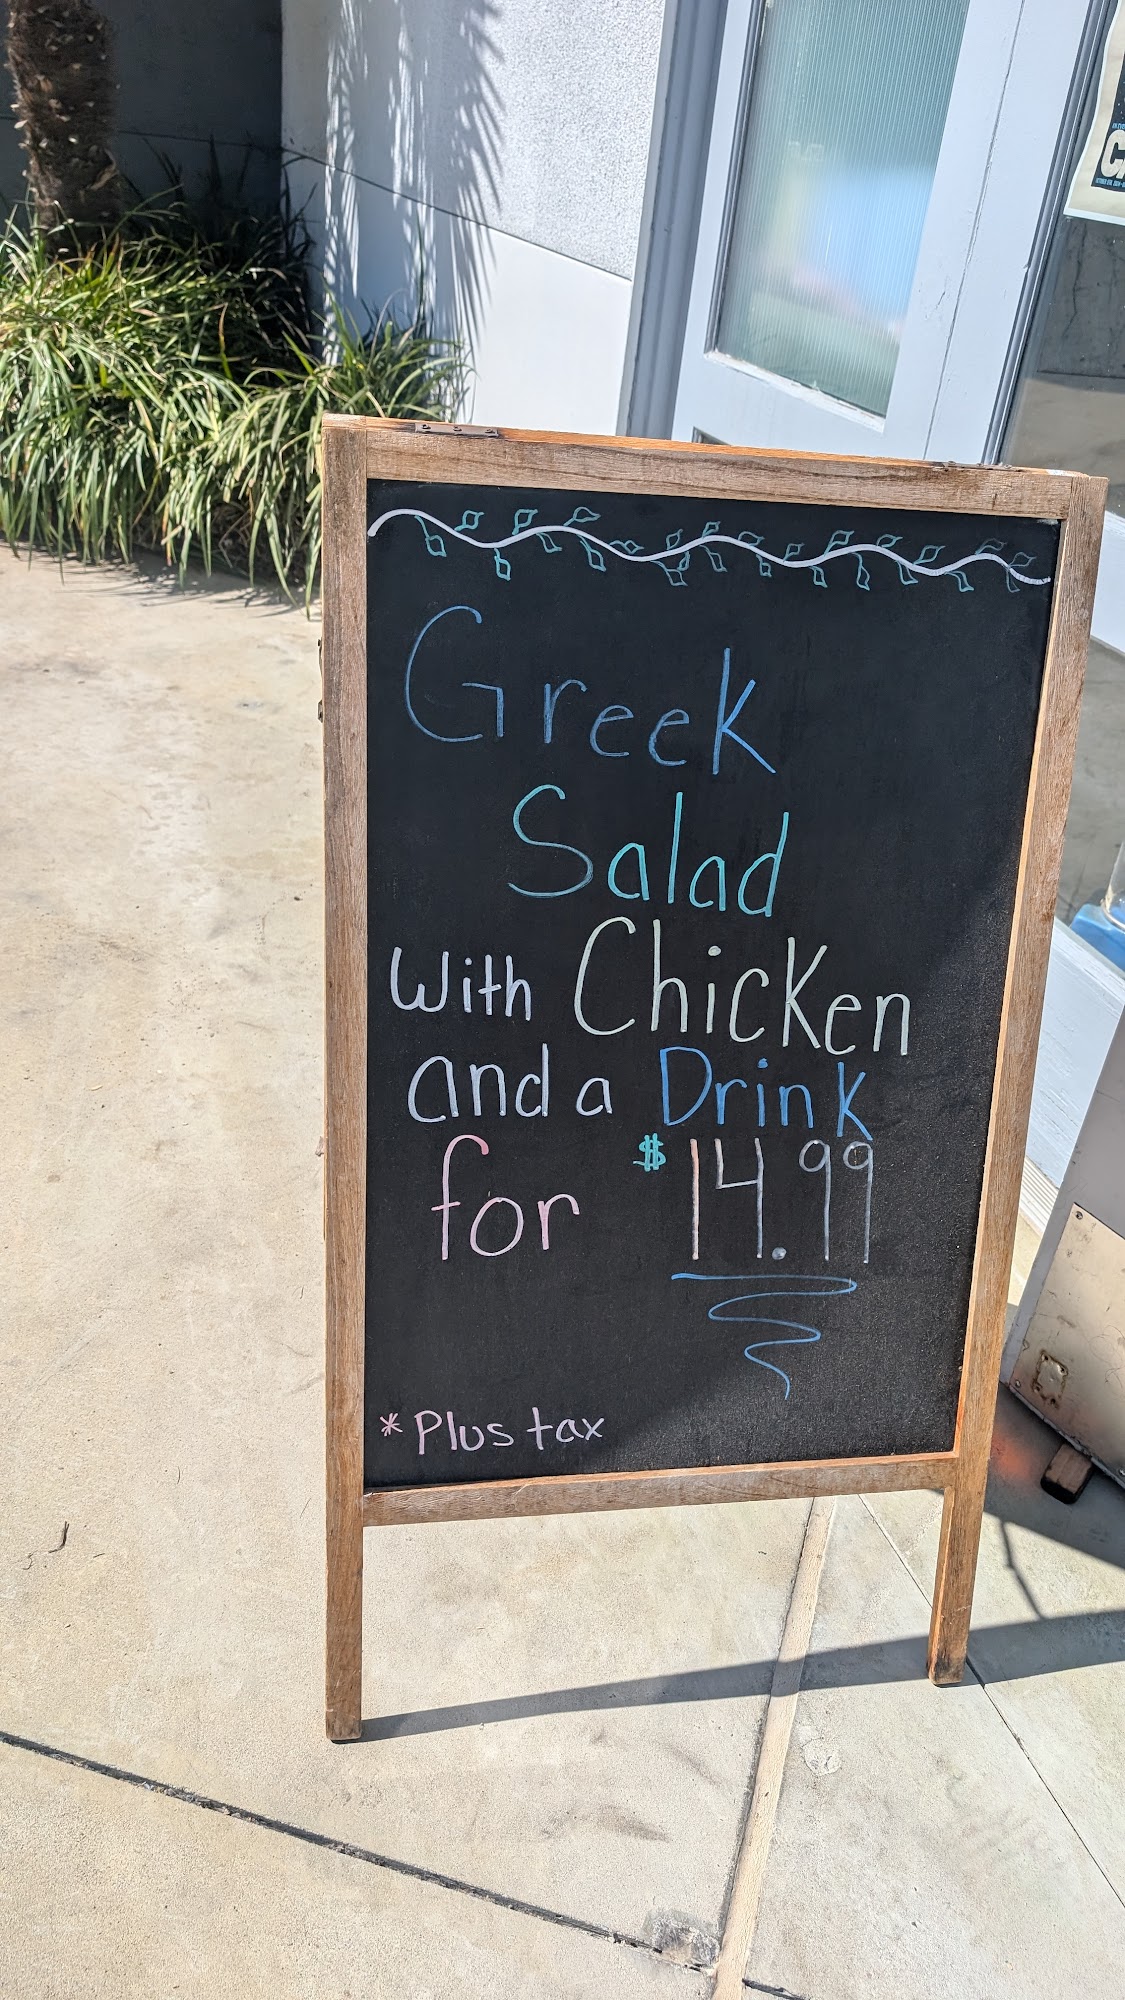 Greek
Salad
with Chicken
and a Drink
for $14.99
*Plus tax